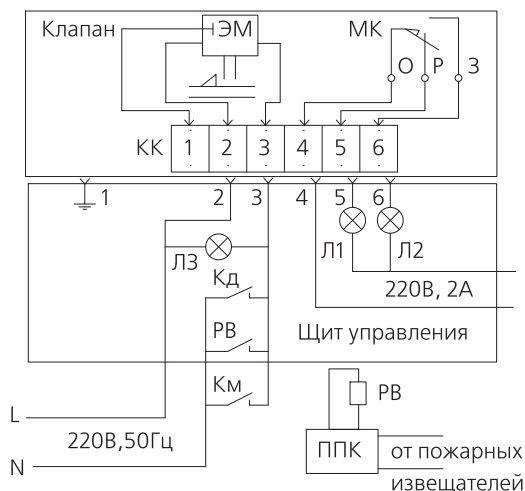 Клапан ЭМ МК
О Р З
КК 1 2 3 4 5 6
1 2 3 4 5 6
Л3 Л1 Л2
Кд
220В, 2А
РВ
Щит управления
Км
РВ
L
220В,50Гц
ППК от пожарных
N
извещателей